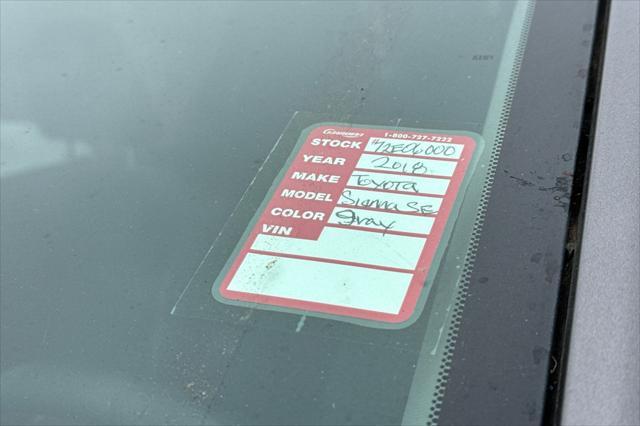 1-800-727-7222
STOCK #72E06000
YEAR 2018
MAKE Toyota
MODEL Sienna SE
COLOR gray
VIN